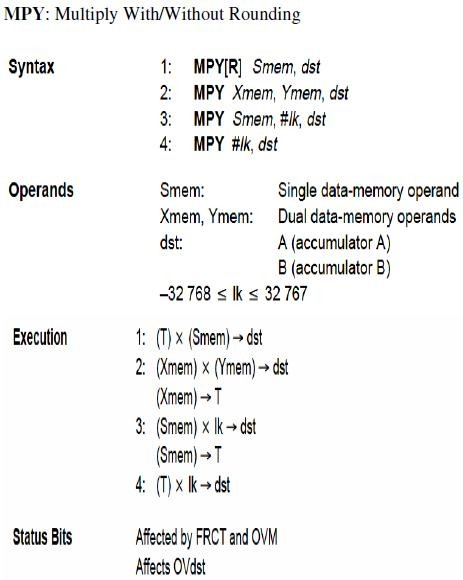 MPY: Multiply With/Without Rounding
Syntax 1: MPY[R] Smem, dst
2: MPY Xmem, Ymem, dst
3: MPY Smem, #lk, dst
4: MPY #lk, dst
Operands Smem: Single data-memory operand
Xmem, Ymem: Dual data-memory operands
dst: A (accumulator A)
B (accumulator B)
–32 768 ≤ lk ≤ 32 767
Execution 1: (T) × (Smem) → dst
2: (Xmem) × (Ymem) → dst
(Xmem) → T
3: (Smem) × lk → dst
(Smem) → T
4: (T) × lk → dst
Status Bits Affected by FRCT and OVM
Affects OVdst